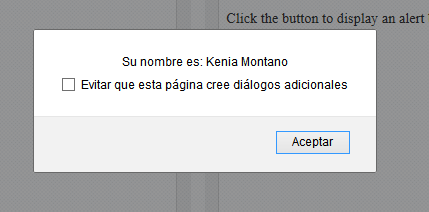 Click the button to display an alert
Su nombre es: Kenia Montano
Evitar que esta página cree diálogos adicionales
Aceptar